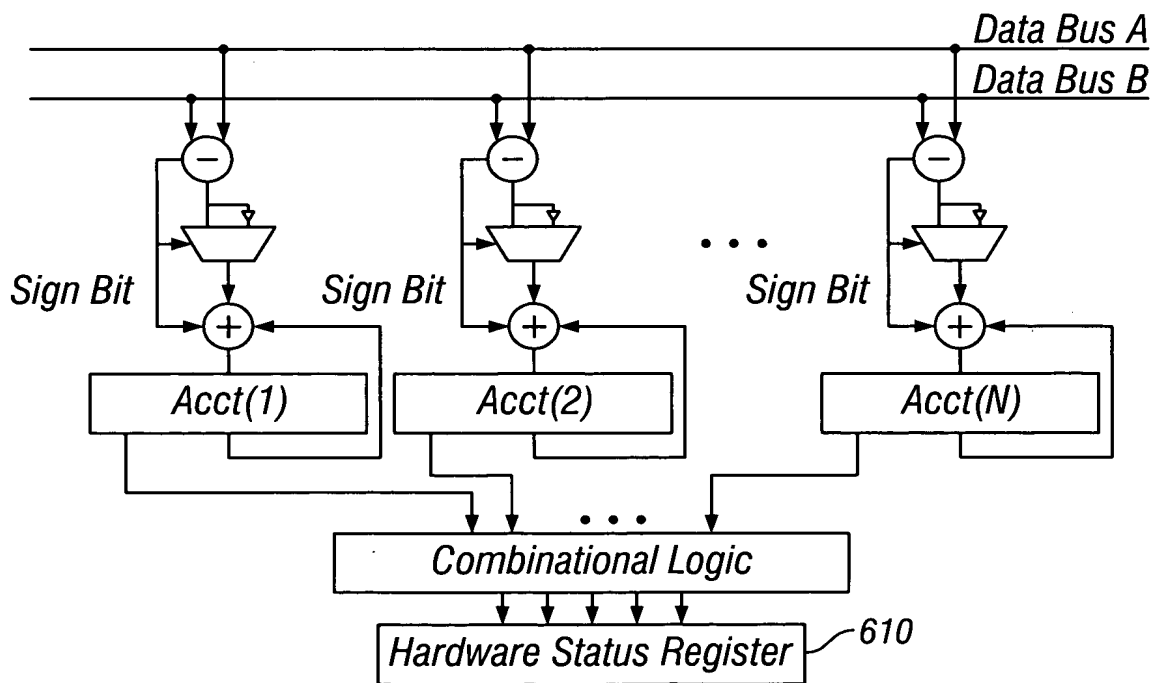 Data Bus A
Data Bus B
− − −
• • •
Sign Bit Sign Bit Sign Bit
+ + +
Acct(1) Acct(2) Acct(N)
• • •
Combinational Logic
Hardware Status Register 610